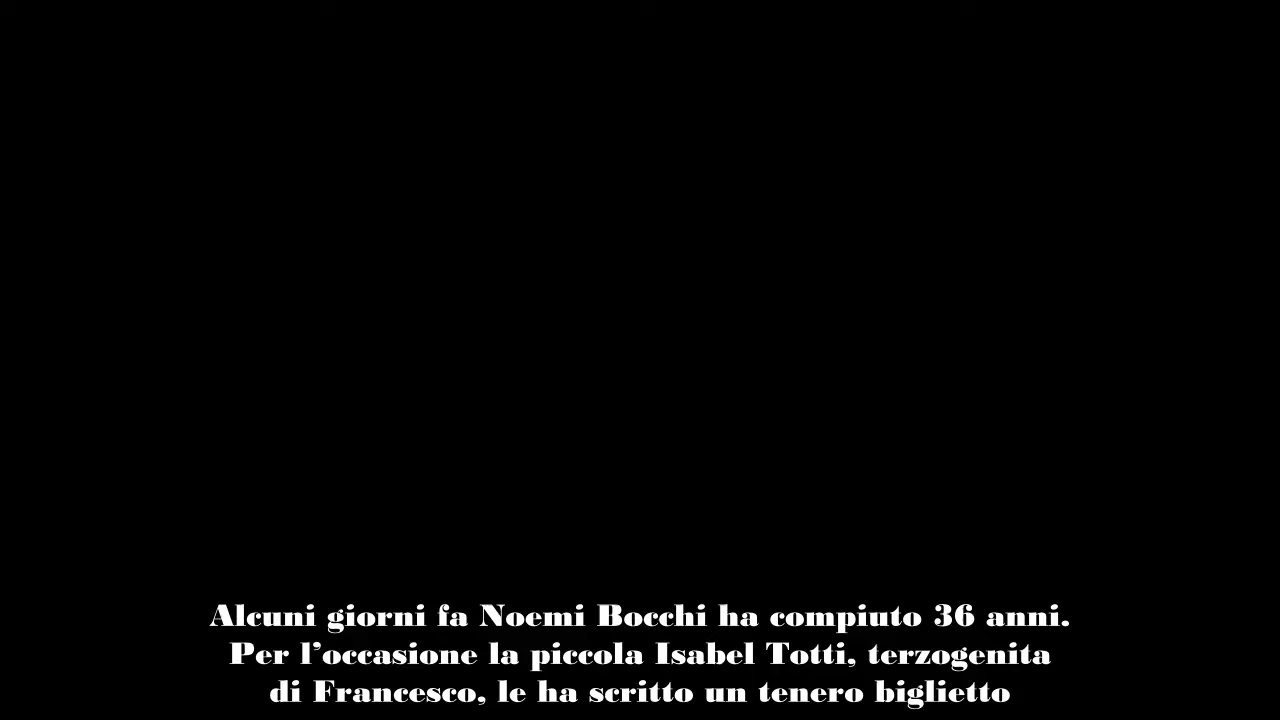 Alcuni giorni fa Noemi Bocchi ha compiuto 36 anni.
Per l’occasione la piccola Isabel Totti, terzogenita
di Francesco, le ha scritto un tenero biglietto